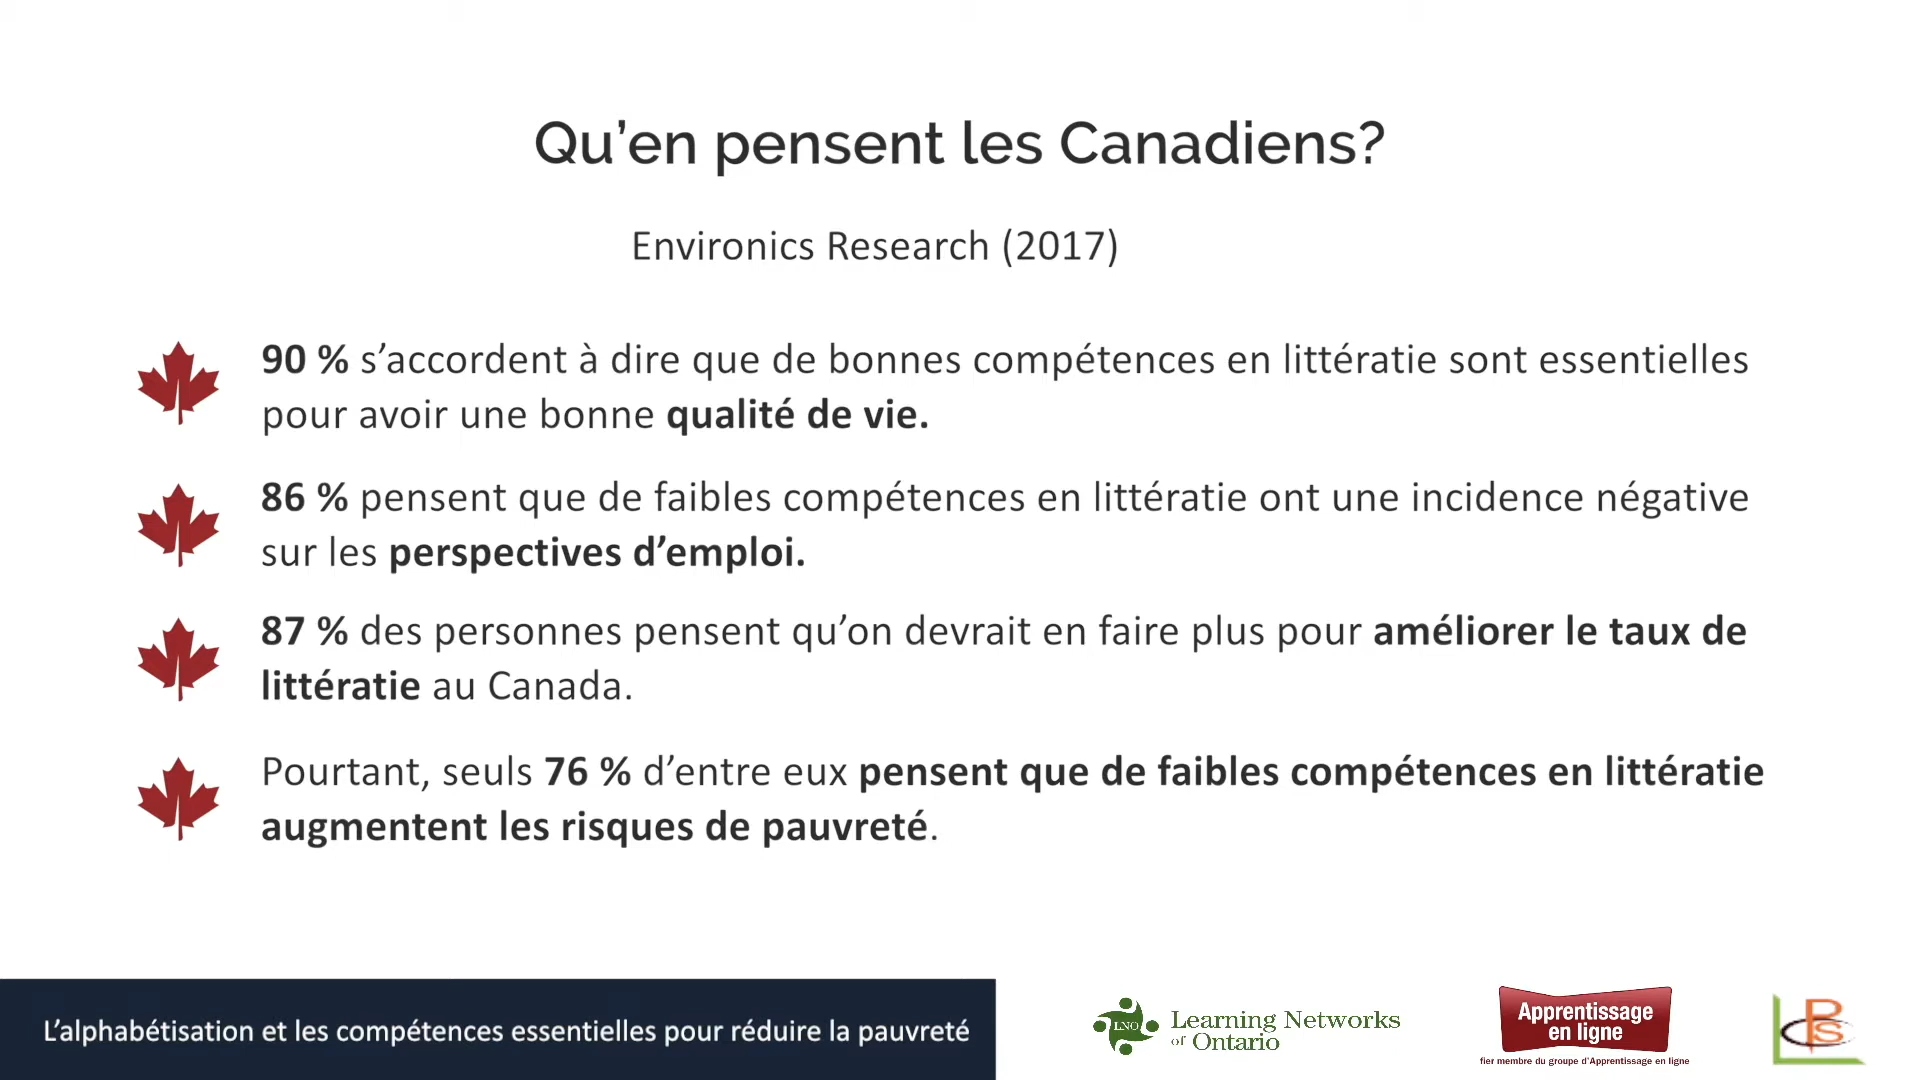 Qu’en pensent les Canadiens?
Environics Research (2017)
90 % s’accordent à dire que de bonnes compétences en littératie sont essentielles
pour avoir une bonne qualité de vie.
86 % pensent que de faibles compétences en littératie ont une incidence négative
sur les perspectives d’emploi.
87 % des personnes pensent qu’on devrait en faire plus pour améliorer le taux de
littératie au Canada.
Pourtant, seuls 76 % d’entre eux pensent que de faibles compétences en littératie
augmentent les risques de pauvreté.
L’alphabétisation et les compétences essentielles pour réduire la pauvreté
LNO
Learning Networks
of Ontario
Apprentissage
en ligne
fier membre du groupe d’Apprentissage en ligne